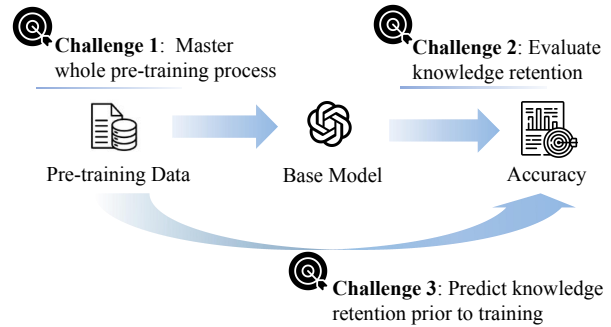 Challenge 1: Master
whole pre-training process
Challenge 2: Evaluate
knowledge retention
Pre-training Data
Base Model
Accuracy
Challenge 3: Predict knowledge
retention prior to training